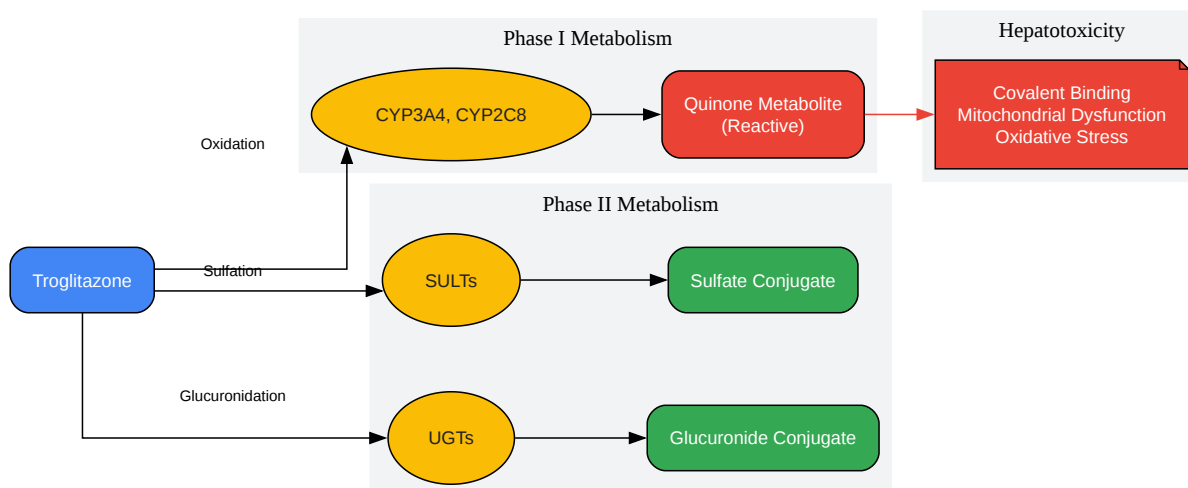 Phase I Metabolism
Hepatotoxicity
CYP3A4, CYP2C8
Quinone Metabolite
(Reactive)
Covalent Binding
Mitochondrial Dysfunction
Oxidative Stress
Oxidation
Phase II Metabolism
Troglitazone
Sulfation
SULTs
Sulfate Conjugate
Glucuronidation
UGTs
Glucuronide Conjugate